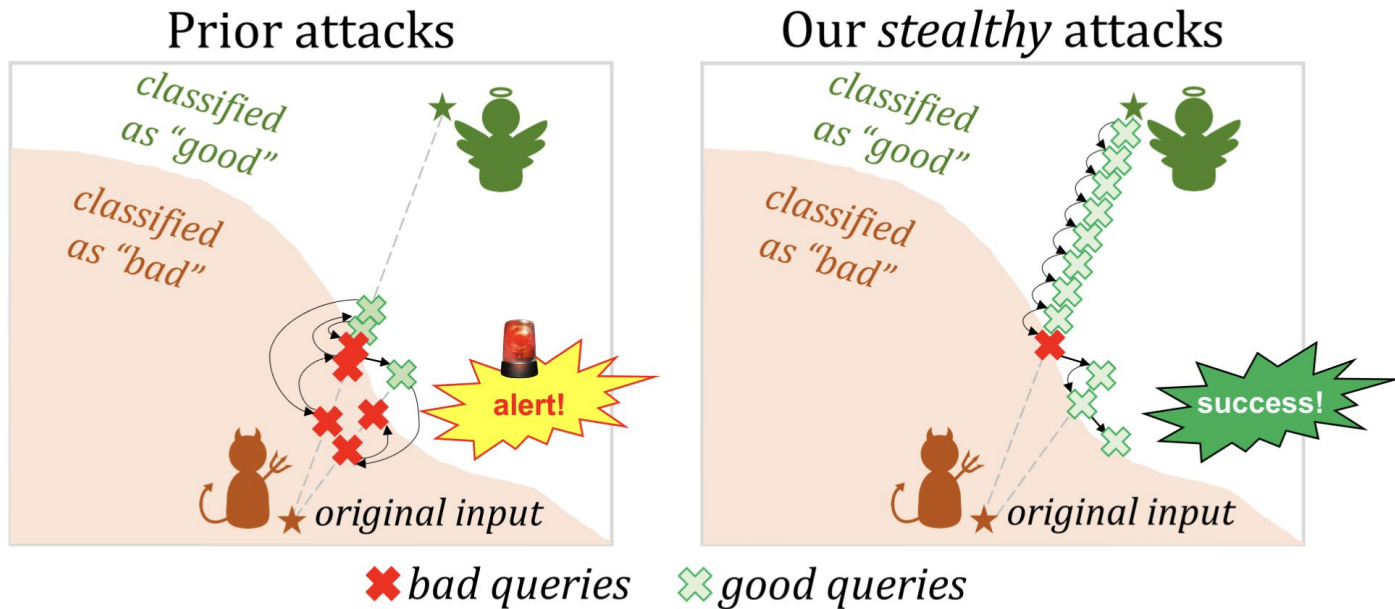 Prior attacks
classified
as “good”
classified
as “bad”
alert!
original input
Our stealthy attacks
classified
as “good”
classified
as “bad”
success!
original input
bad queries
good queries